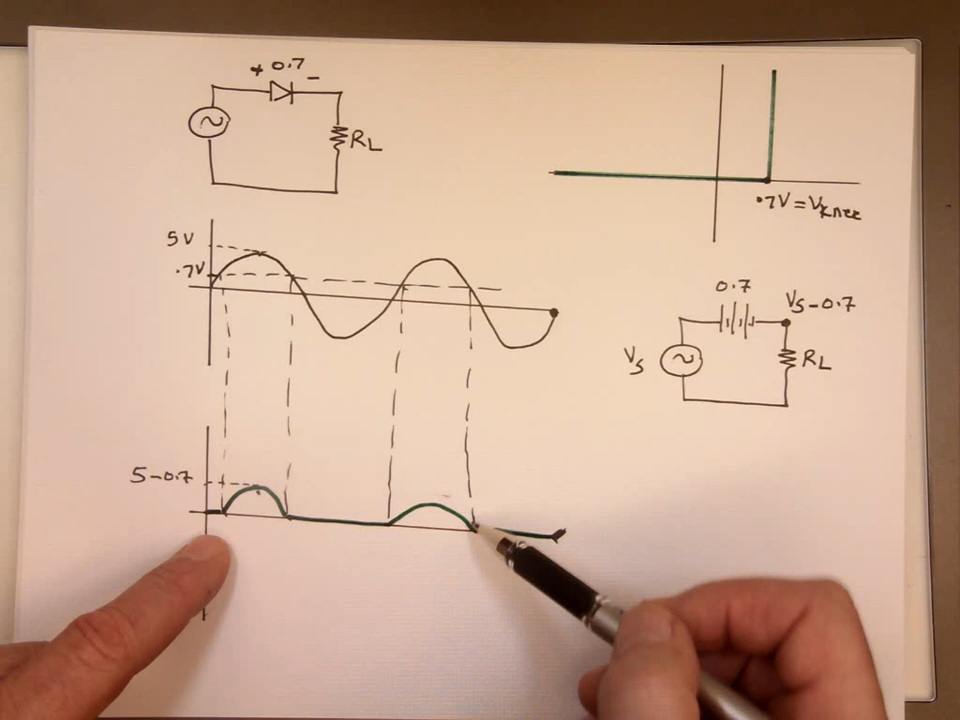 + 0.7 -
RL
.7V = VKnee
5V
.7V
0.7
VS-0.7
VS
RL
5-0.7